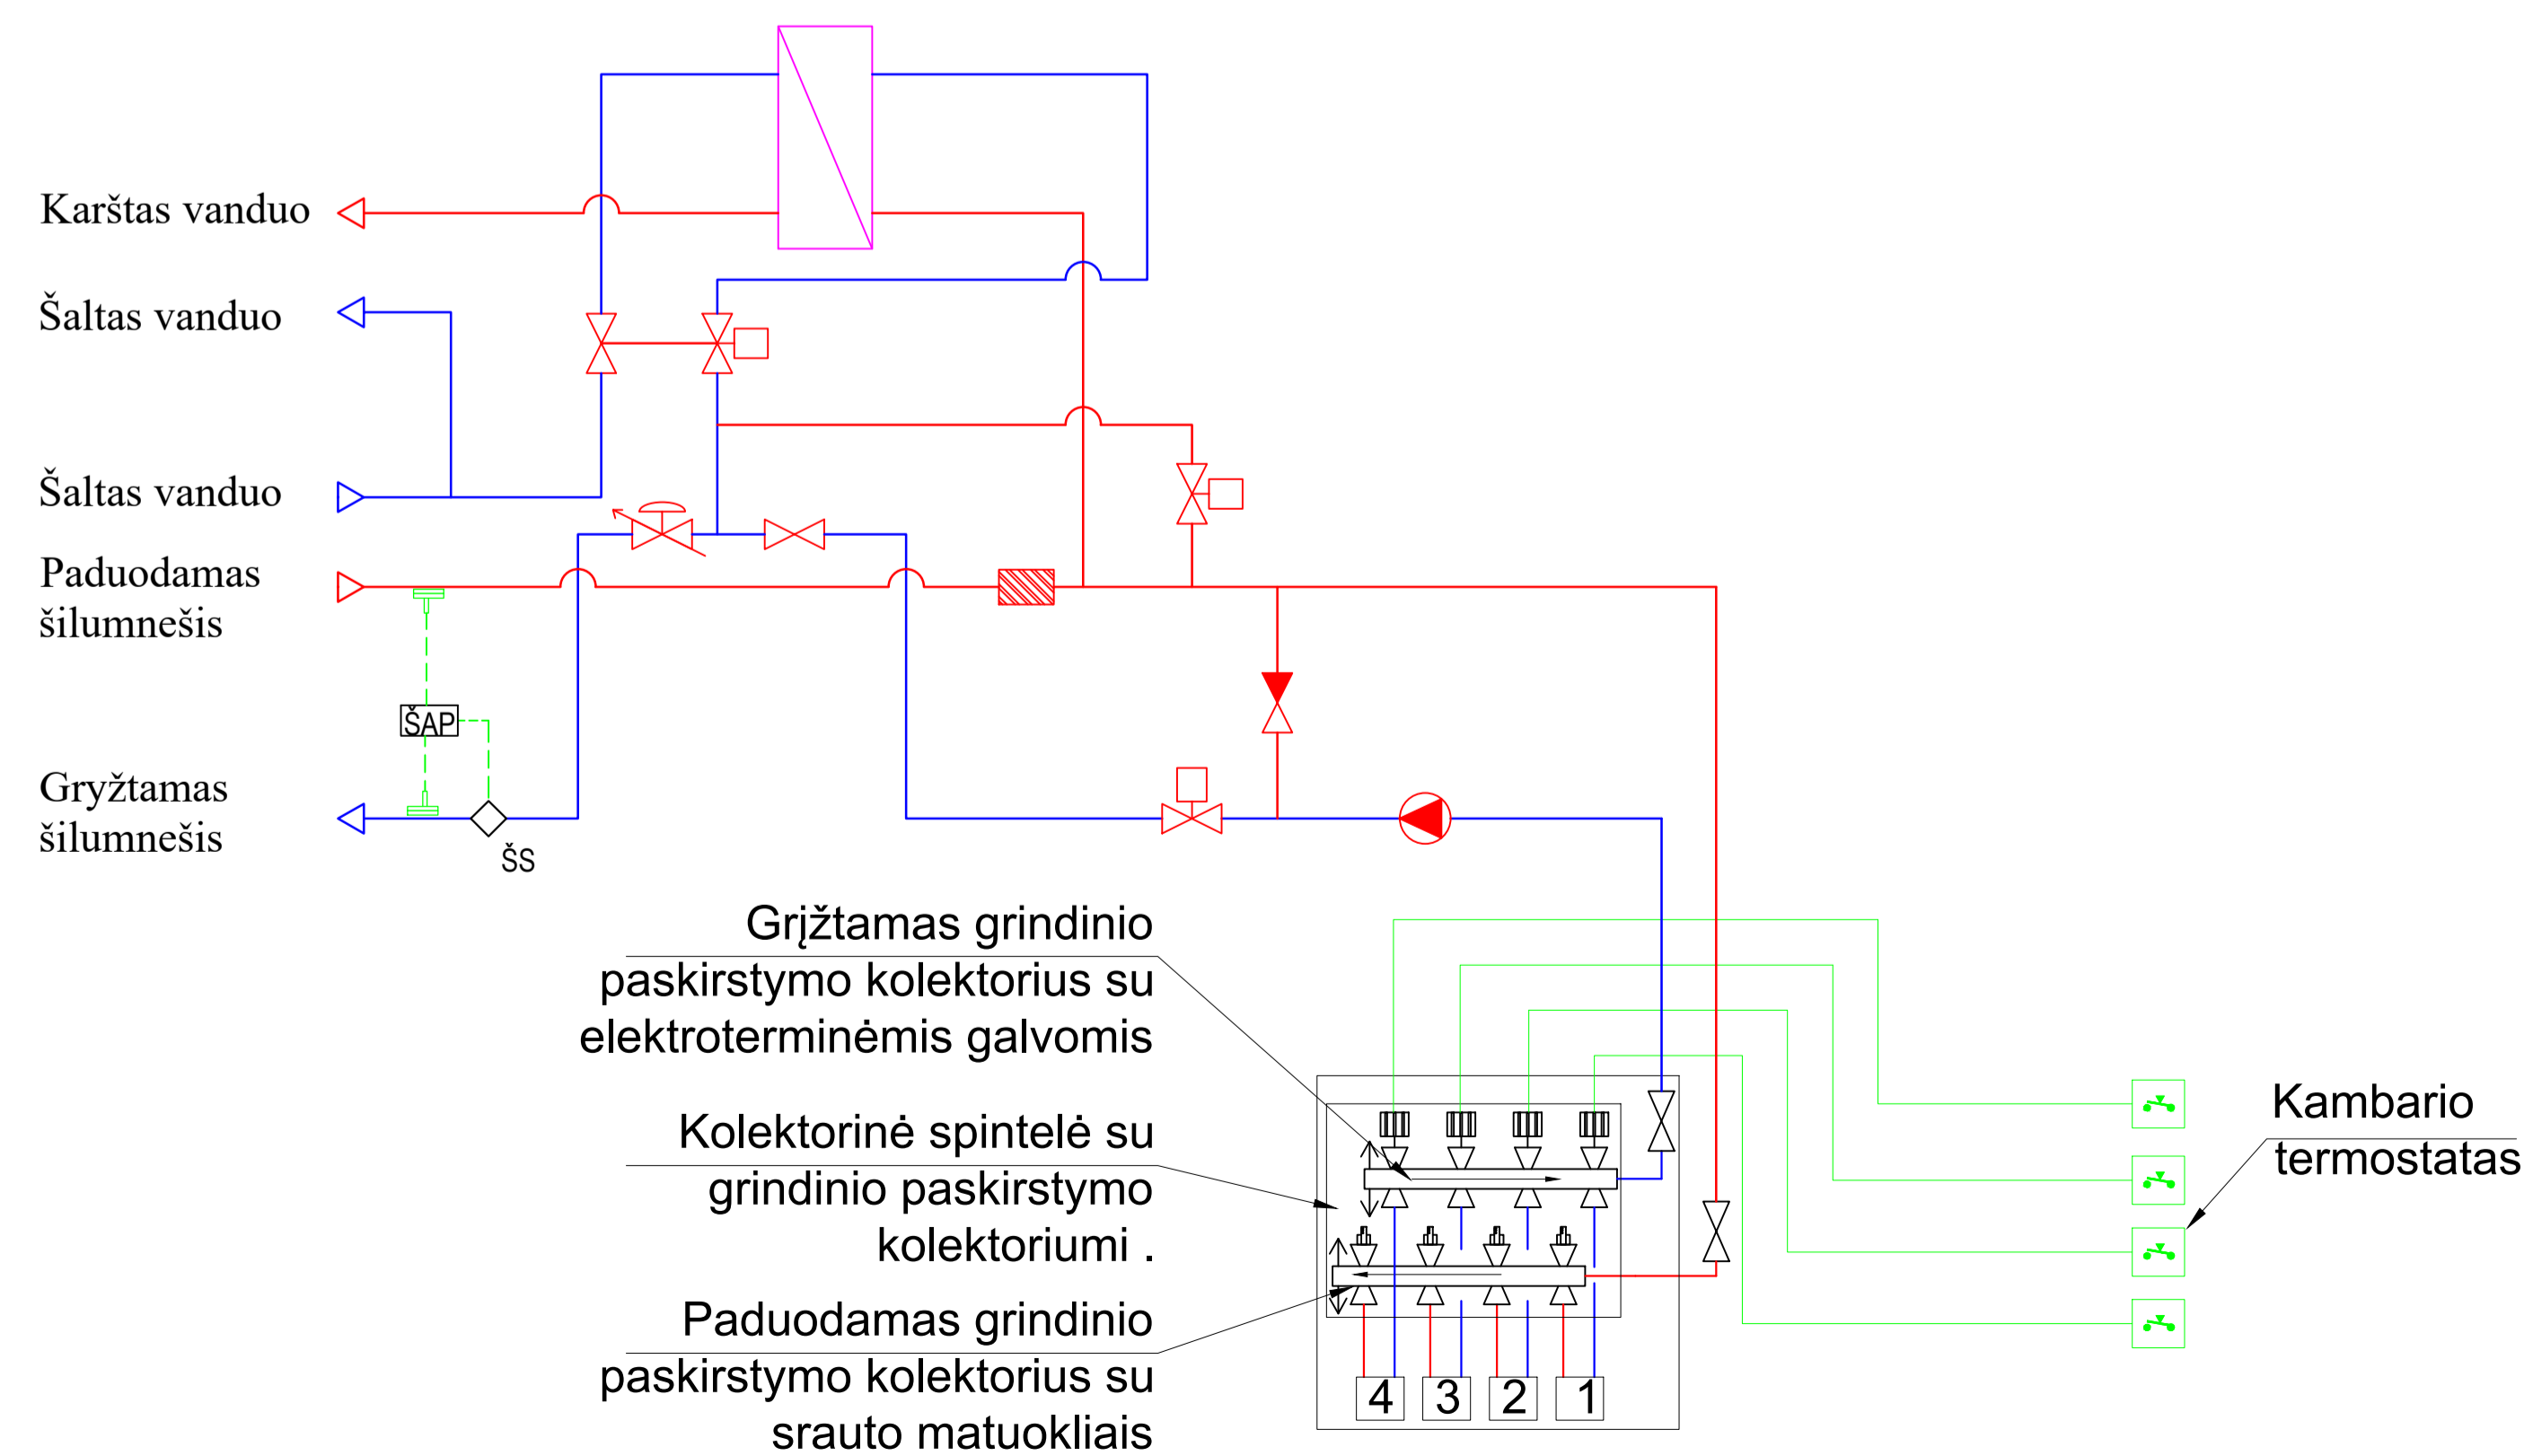 Karštas vanduo
Šaltas vanduo
Šaltas vanduo
Paduodamas
šilumnešis
ŠAP
Gryžtamas
šilumnešis
ŠS
Grįžtamas grindinio
paskirstymo kolektorius su
elektroterminėmis galvomis
Kolektorinė spintelė su
grindinio paskirstymo
kolektoriumi .
Paduodamas grindinio
paskirstymo kolektorius su
srauto matuokliais
4 3 2 1
Kambario
termostatas